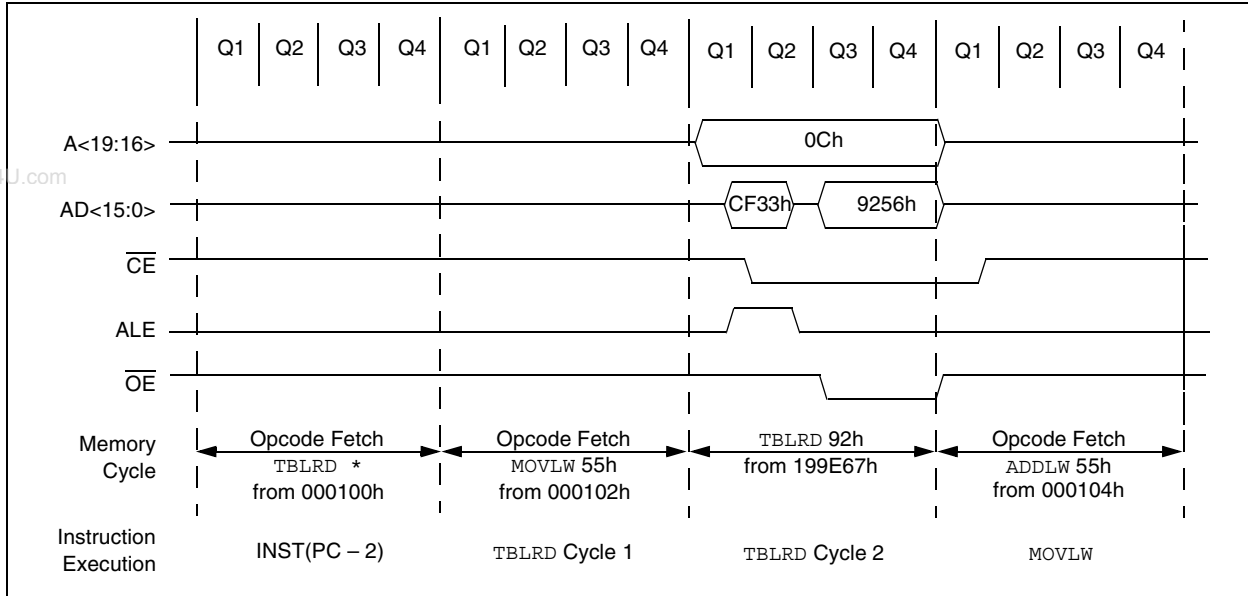 Q1 Q2 Q3 Q4 Q1 Q2 Q3 Q4 Q1 Q2 Q3 Q4 Q1 Q2 Q3 Q4
A<19:16> 0Ch
4U.com
AD<15:0> CF33h 9256h
CE
ALE
OE
Memory Cycle
Opcode Fetch
TBLRD *
from 000100h
Opcode Fetch
MOVLW 55h
from 000102h
TBLRD 92h
from 199E67h
Opcode Fetch
ADDLW 55h
from 000104h
Instruction Execution
INST(PC – 2)
TBLRD Cycle 1
TBLRD Cycle 2
MOVLW